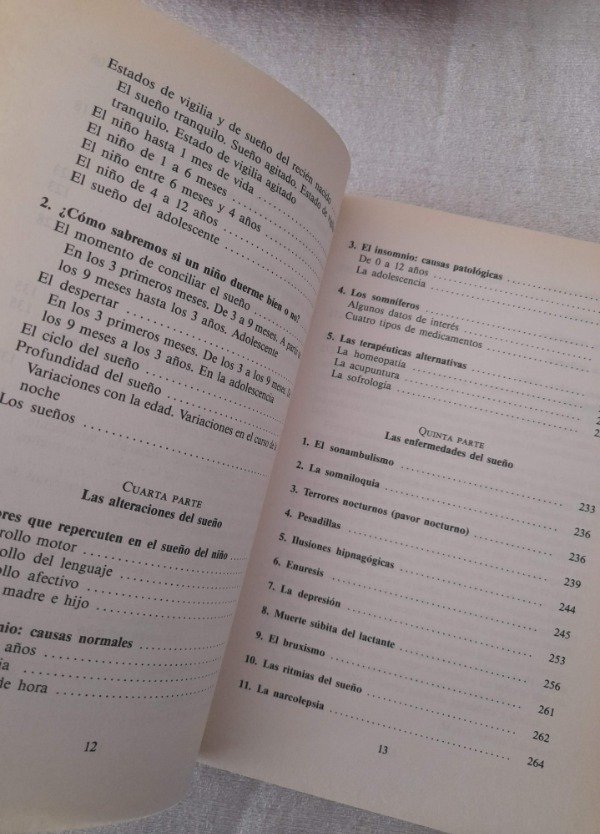 Estados de vigilia y de sueño del recién nacido
El sueño tranquilo. Sueño agitado. Estado de
tranquilo. Estado de vigilia agitado
El niño hasta 1 mes de vida
El niño de 1 a 6 meses
El niño entre 6 meses y 4 años
El niño de 4 a 12 años
El sueño del adolescente
2. ¿Cómo sabremos si un niño duerme bien o no?
El momento de conciliar el sueño
En los 3 primeros meses. De 3 a 9 meses. A partir
los 9 meses hasta los 3 años. Adolescente
El despertar
En los 3 primeros meses. De los 3 a los 9 meses.
los 9 meses a los 3 años. En la adolescencia
El ciclo del sueño
Profundidad del sueño
Variaciones con la edad. Variaciones en el curso de
noche
Los sueños
CUARTA PARTE
Las alteraciones del sueño
ores que repercuten en el sueño del niño
rrollo motor
rollo del lenguaje
ollo afectivo
madre e hijo
nio: causas normales
años
ia
de hora
12
3. El insomnio: causas patológicas
De 0 a 12 años
La adolescencia
4. Los somníferos
Algunos datos de interés
Cuatro tipos de medicamentos
5. Las terapéuticas alternativas
La homeopatía
La acupuntura
La sofrología
QUINTA PARTE
Las enfermedades del sueño
1. El sonambulismo 233
2. La somniloquia 236
3. Terrores nocturnos (pavor nocturno) 236
4. Pesadillas 239
5. Ilusiones hipnagógicas 244
6. Enuresis 245
7. La depresión 253
8. Muerte súbita del lactante 256
9. El bruxismo 261
10. Las ritmias del sueño 262
11. La narcolepsia 264
13